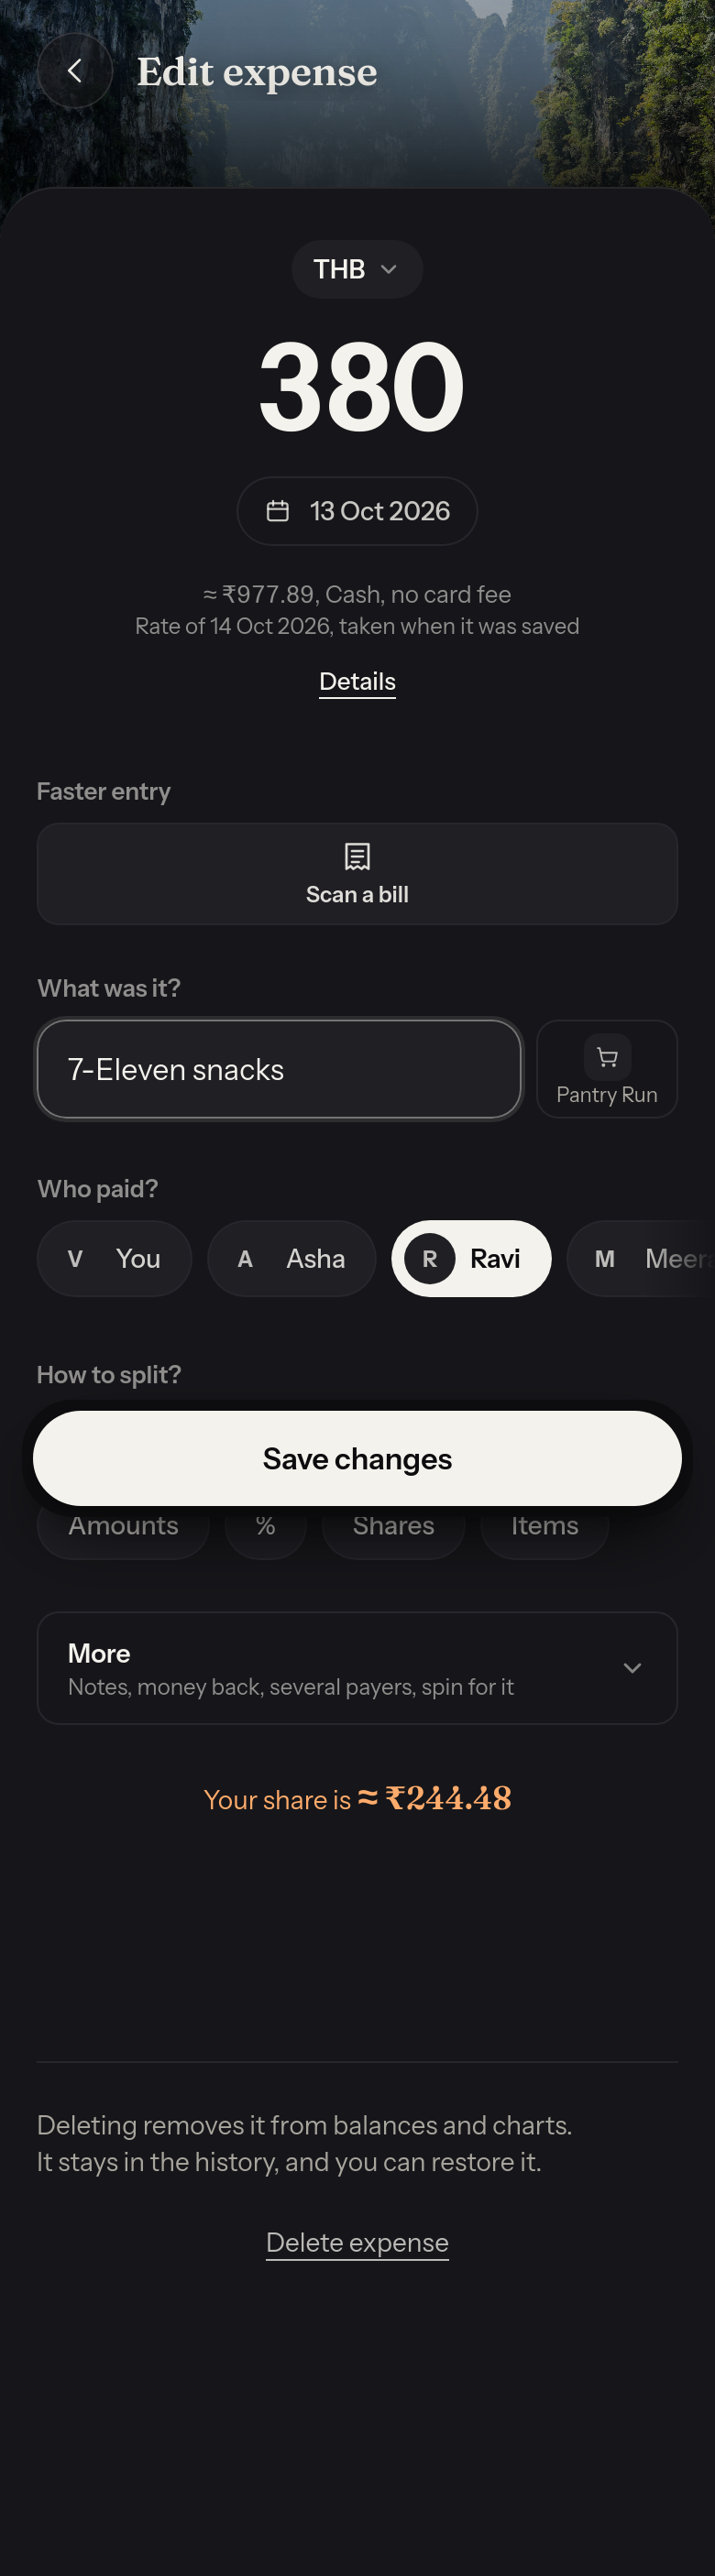 Edit expense
THB
380
13 Oct 2026
≈ ₹977.89, Cash, no card fee
Rate of 14 Oct 2026, taken when it was saved
Details
Faster entry
Scan a bill
What was it?
7-Eleven snacks
Pantry Run
Who paid?
V You
A Asha
R Ravi
M Meera
How to split?
Save changes
Amounts
%
Shares
Items
More
Notes, money back, several payers, spin for it
Your share is ≈ ₹244.48
Deleting removes it from balances and charts.
It stays in the history, and you can restore it.
Delete expense